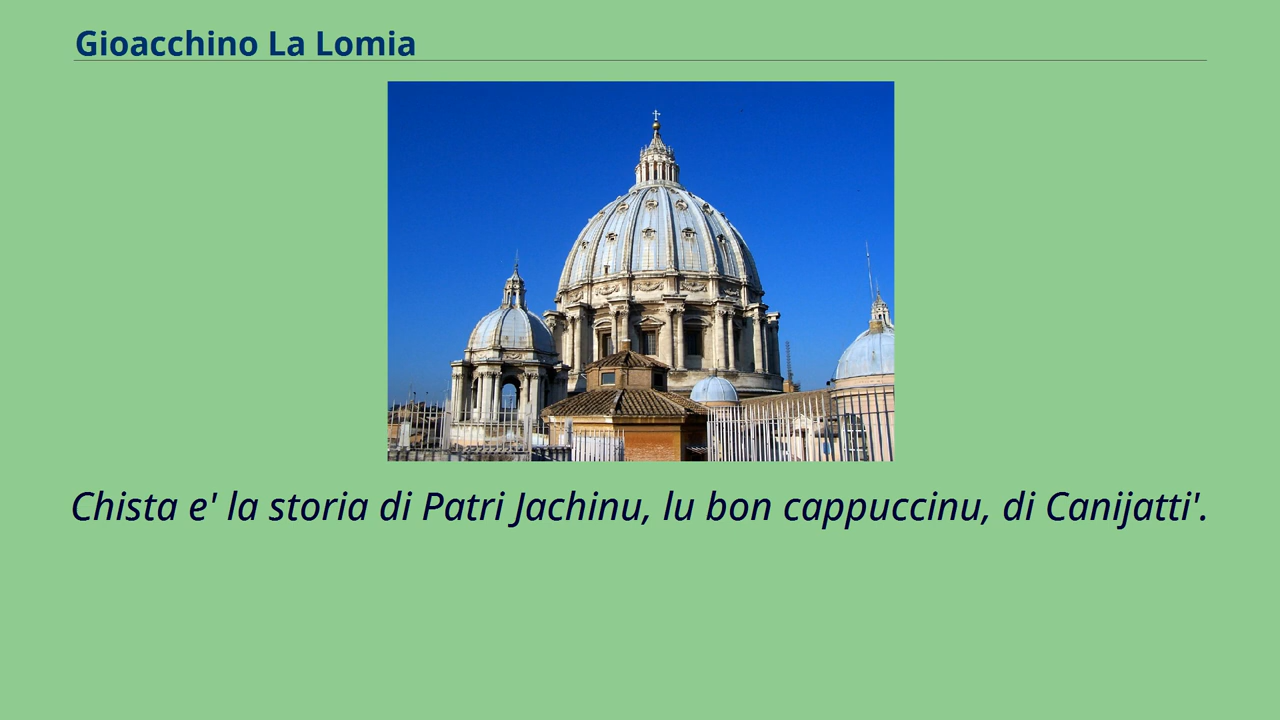 Gioacchino La Lomia
Chista e' la storia di Patri Jachinu, lu bon cappuccinu, di Canijatti'.